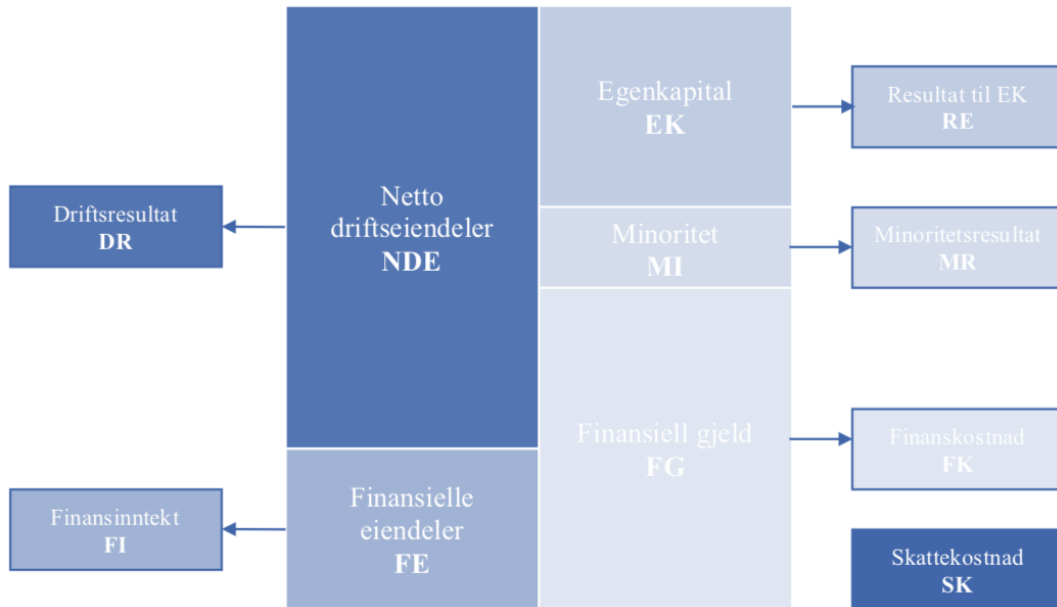 Driftsresultat
DR
Finansinntekt
FI
Netto
driftseiendeler
NDE
Finansielle
eiendeler
FE
Egenkapital
EK
Minoritet
MI
Finansiell gjeld
FG
Resultat til EK
RE
Minoritetsresultat
MR
Finanskostnad
FK
Skattekostnad
SK